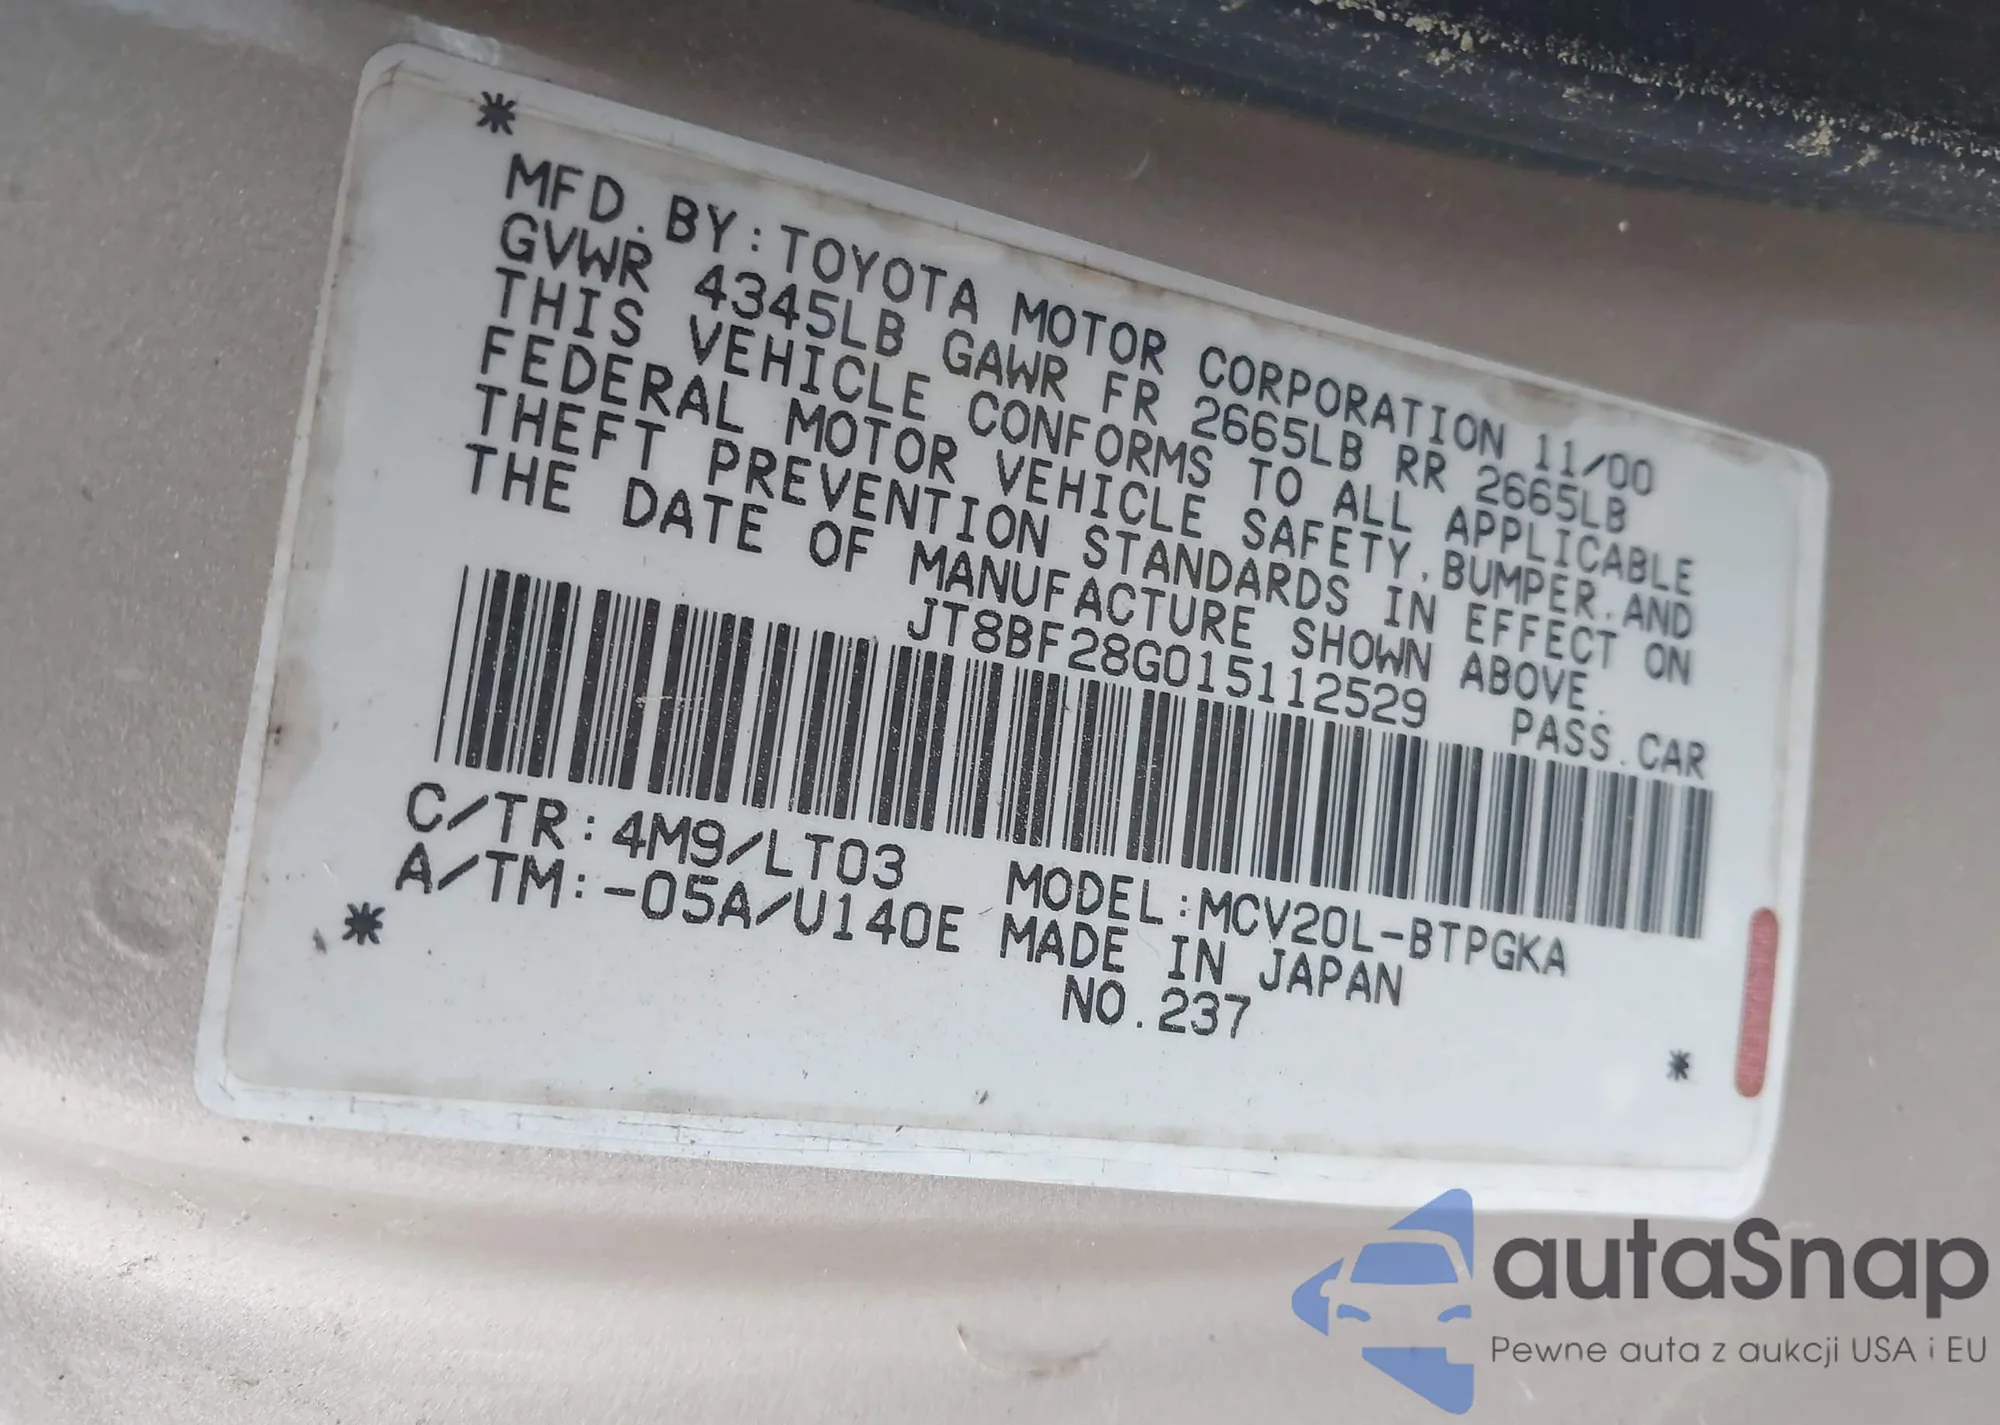 MFD.BY:TOYOTA MOTOR CORPORATION 11/00
GVWR 4345LB GAWR FR 2665LB RR 2665LB
THIS VEHICLE CONFORMS TO ALL APPLICABLE
FEDERAL MOTOR VEHICLE SAFETY,BUMPER,AND
THEFT PREVENTION STANDARDS IN EFFECT ON
THE DATE OF MANUFACTURE SHOWN ABOVE.
JT8BF28G015112529 PASS.CAR
C/TR:4M9/LT03 MODEL:MCV20L-BTPGKA
A/TM:-05A/U140E MADE IN JAPAN
NO.237
autaSnap
Pewne auta z aukcji USA i EU